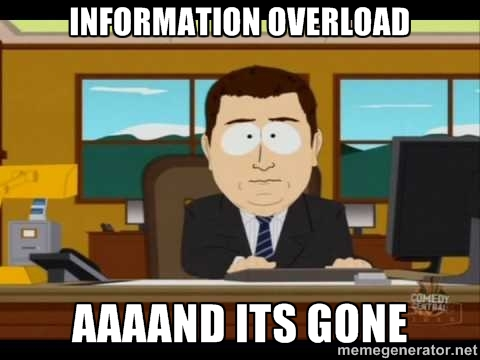 INFORMATION OVERLOAD
COMEDY
CENTRAL
AAAAND ITS GONE
memegenerator.net